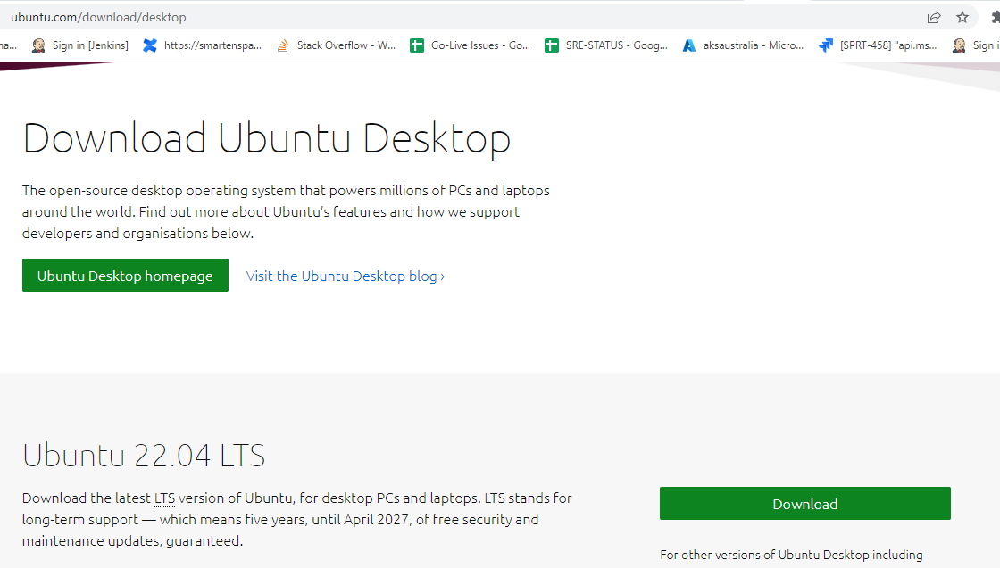 ubuntu.com/download/desktop
na... Sign in [Jenkins] https://smartenspa... Stack Overflow - W... Go-Live Issues - Go... SRE-STATUS - Goog... aksaustralia - Micro... [SPRT-458] "api.ms... Sign i
Download Ubuntu Desktop
The open-source desktop operating system that powers millions of PCs and laptops
around the world. Find out more about Ubuntu’s features and how we support
developers and organisations below.
Ubuntu Desktop homepage Visit the Ubuntu Desktop blog ›
Ubuntu 22.04 LTS
Download the latest LTS version of Ubuntu, for desktop PCs and laptops. LTS stands for
long-term support — which means five years, until April 2027, of free security and
maintenance updates, guaranteed.
Download
For other versions of Ubuntu Desktop including